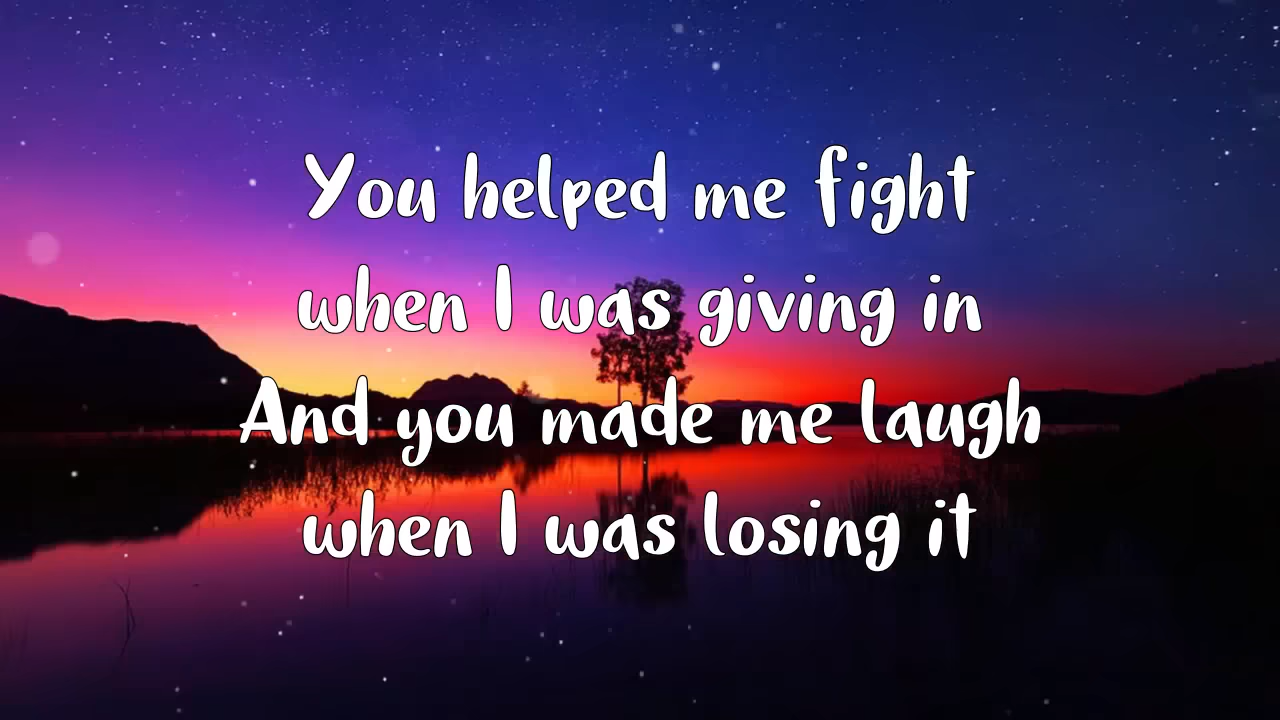 You helped me fight
when I was giving in
And you made me laugh
when I was losing it